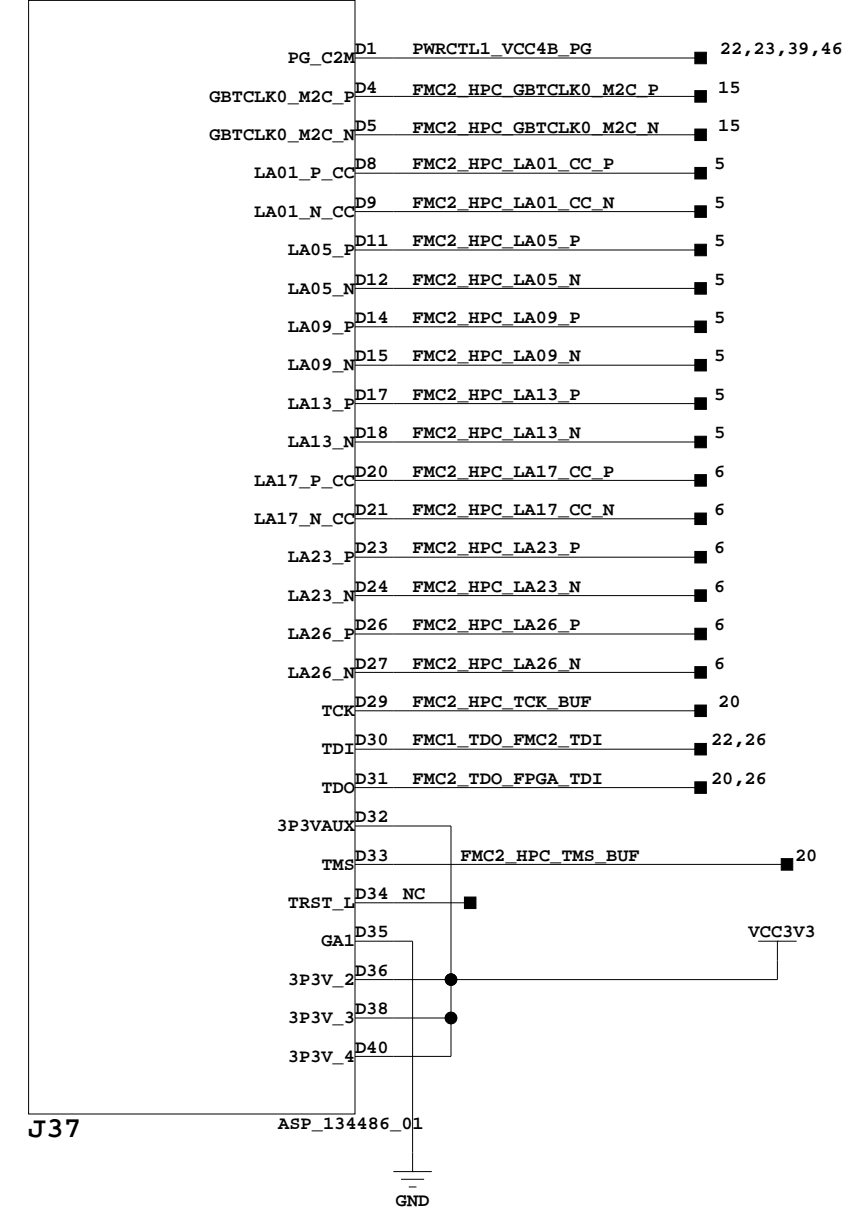 PG_C2M D1 PWRCTL1_VCC4B_PG 22,23,39,46
GBTCLK0_M2C_P D4 FMC2_HPC_GBTCLK0_M2C_P 15
GBTCLK0_M2C_N D5 FMC2_HPC_GBTCLK0_M2C_N 15
LA01_P_CC D8 FMC2_HPC_LA01_CC_P 5
LA01_N_CC D9 FMC2_HPC_LA01_CC_N 5
LA05_P D11 FMC2_HPC_LA05_P 5
LA05_N D12 FMC2_HPC_LA05_N 5
LA09_P D14 FMC2_HPC_LA09_P 5
LA09_N D15 FMC2_HPC_LA09_N 5
LA13_P D17 FMC2_HPC_LA13_P 5
LA13_N D18 FMC2_HPC_LA13_N 5
LA17_P_CC D20 FMC2_HPC_LA17_CC_P 6
LA17_N_CC D21 FMC2_HPC_LA17_CC_N 6
LA23_P D23 FMC2_HPC_LA23_P 6
LA23_N D24 FMC2_HPC_LA23_N 6
LA26_P D26 FMC2_HPC_LA26_P 6
LA26_N D27 FMC2_HPC_LA26_N 6
TCK D29 FMC2_HPC_TCK_BUF 20
TDI D30 FMC1_TDO_FMC2_TDI 22,26
TDO D31 FMC2_TDO_FPGA_TDI 20,26
3P3VAUX D32
TMS D33 FMC2_HPC_TMS_BUF 20
TRST_L D34 NC
GA1 D35 VCC3V3
3P3V_2 D36
3P3V_3 D38
3P3V_4 D40
J37 ASP_134486_01
GND